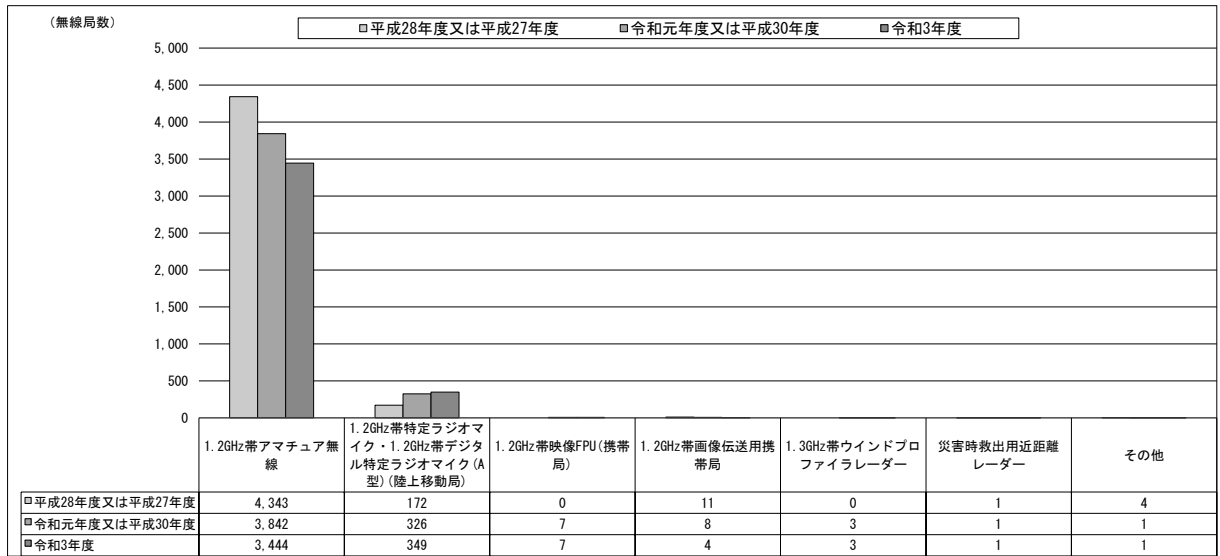 (無線局数)
□平成28年度又は平成27年度 ■令和元年度又は平成30年度 ■令和3年度
5,000
4,500
4,000
3,500
3,000
2,500
2,000
1,500
1,000
500
0
1.2GHz帯アマチュア無
線
1.2GHz帯特定ラジオマ
イク・1.2GHz帯デジタ
ル特定ラジオマイク(A
型)(陸上移動局)
1.2GHz帯映像FPU(携帯
局)
1.2GHz帯画像伝送用携
帯局
1.3GHz帯ウインドプロ
ファイラレーダー
災害時救出用近距離
レーダー
その他
□平成28年度又は平成27年度 4,343 172 0 11 0 1 4
■令和元年度又は平成30年度 3,842 326 7 8 3 1 1
■令和3年度 3,444 349 7 4 3 1 1